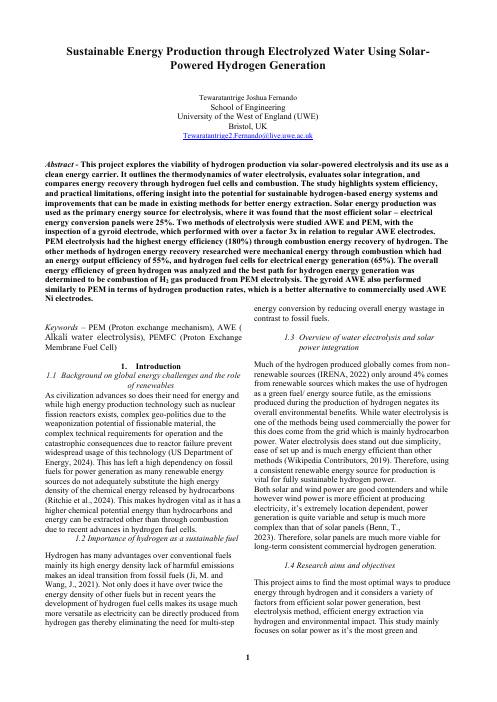 Sustainable Energy Production through Electrolyzed Water Using Solar-
Powered Hydrogen Generation
Tewaratantrige Joshua Fernando
School of Engineering
University of the West of England (UWE)
Bristol, UK
Tewaratantrige2.Fernando@live.uwe.ac.uk
Abstract - This project explores the viability of hydrogen production via solar-powered electrolysis and its use as a
clean energy carrier. It outlines the thermodynamics of water electrolysis, evaluates solar integration, and
compares energy recovery through hydrogen fuel cells and combustion. The study highlights system efficiency,
and practical limitations, offering insight into the potential for sustainable hydrogen-based energy systems and
improvements that can be made in existing methods for better energy extraction. Solar energy production was
used as the primary energy source for electrolysis, where it was found that the most efficient solar – electrical
energy conversion panels were 25%. Two methods of electrolysis were studied AWE and PEM, with the
inspection of a gyroid electrode, which performed with over a factor 3x in relation to regular AWE electrodes.
PEM electrolysis had the highest energy efficiency (180%) through combustion energy recovery of hydrogen. The
other methods of hydrogen energy recovery researched were mechanical energy through combustion which had
an energy output efficiency of 55%, and hydrogen fuel cells for electrical energy generation (65%). The overall
energy efficiency of green hydrogen was analyzed and the best path for hydrogen energy generation was
determined to be combustion of H2 gas produced from PEM electrolysis. The gyroid AWE also performed
similarly to PEM in terms of hydrogen production rates, which is a better alternative to commercially used AWE
Ni electrodes.
Keywords – PEM (Proton exchange mechanism), AWE (
Alkali water electrolysis), PEMFC (Proton Exchange
Membrane Fuel Cell)
1. Introduction
1.1 Background on global energy challenges and the role
of renewables
As civilization advances so does their need for energy and
while high energy production technology such as nuclear
fission reactors exists, complex geo-politics due to the
weaponization potential of fissionable material, the
complex technical requirements for operation and the
catastrophic consequences due to reactor failure prevent
widespread usage of this technology (US Department of
Energy, 2024). This has left a high dependency on fossil
fuels for power generation as many renewable energy
sources do not adequately substitute the high energy
density of the chemical energy released by hydrocarbons
(Ritchie et al., 2024). This makes hydrogen vital as it has a
higher chemical potential energy than hydrocarbons and
energy can be extracted other than through combustion
due to recent advances in hydrogen fuel cells.
1.2 Importance of hydrogen as a sustainable fuel
Hydrogen has many advantages over conventional fuels
mainly its high energy density lack of harmful emissions
makes an ideal transition from fossil fuels (Ji, M. and
Wang, J., 2021). Not only does it have over twice the
energy density of other fuels but in recent years the
development of hydrogen fuel cells makes its usage much
more versatile as electricity can be directly produced from
hydrogen gas thereby eliminating the need for multi-step
energy conversion by reducing overall energy wastage in
contrast to fossil fuels.
1.3 Overview of water electrolysis and solar
power integration
Much of the hydrogen produced globally comes from non-
renewable sources (IRENA, 2022) only around 4% comes
from renewable sources which makes the use of hydrogen
as a green fuel/ energy source futile, as the emissions
produced during the production of hydrogen negates its
overall environmental benefits. While water electrolysis is
one of the methods being used commercially the power for
this does come from the grid which is mainly hydrocarbon
power. Water electrolysis does stand out due simplicity,
ease of set up and is much energy efficient than other
methods (Wikipedia Contributors, 2019). Therefore, using
a consistent renewable energy source for production is
vital for fully sustainable hydrogen power.
Both solar and wind power are good contenders and while
however wind power is more efficient at producing
electricity, it's extremely location dependent, power
generation is quite variable and setup is much more
complex than that of solar panels (Benn, T.,
2023). Therefore, solar panels are much more viable for
long-term consistent commercial hydrogen generation.
1.4 Research aims and objectives
This project aims to find the most optimal ways to produce
energy through hydrogen and it considers a variety of
factors from efficient solar power generation, best
electrolysis method, efficient energy extraction via
hydrogen and environmental impact. This study mainly
focuses on solar power as it's the most green and
1